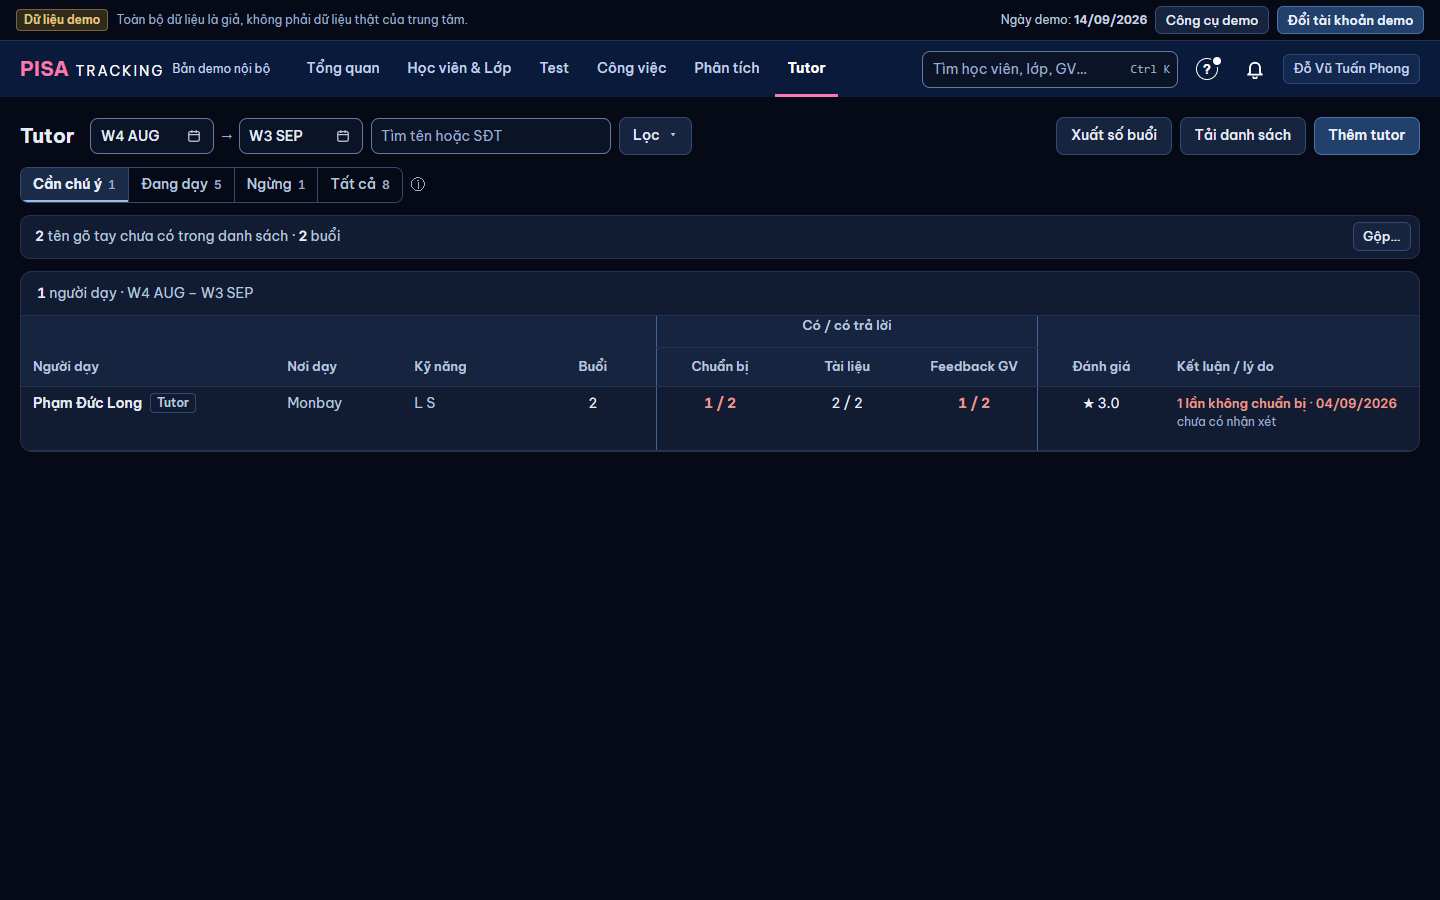 Dữ liệu demo Toàn bộ dữ liệu là giả, không phải dữ liệu thật của trung tâm. Ngày demo: 14/09/2026 Công cụ demo Đổi tài khoản demo
PISA TRACKING Bản demo nội bộ Tổng quan Học viên & Lớp Test Công việc Phân tích Tutor Tìm học viên, lớp, GV... Ctrl K ? Đỗ Vũ Tuấn Phong
Tutor W4 AUG → W3 SEP Tìm tên hoặc SĐT Lọc Xuất số buổi Tải danh sách Thêm tutor
Cần chú ý 1 Đang dạy 5 Ngừng 1 Tất cả 8 ⓘ
2 tên gõ tay chưa có trong danh sách · 2 buổi Gộp...
1 người dạy · W4 AUG – W3 SEP
Có / có trả lời
Người dạy Nơi dạy Kỹ năng Buổi Chuẩn bị Tài liệu Feedback GV Đánh giá Kết luận / lý do
Phạm Đức Long Tutor Monbay L S 2 1 / 2 2 / 2 1 / 2 ★ 3.0 1 lần không chuẩn bị · 04/09/2026
chưa có nhận xét